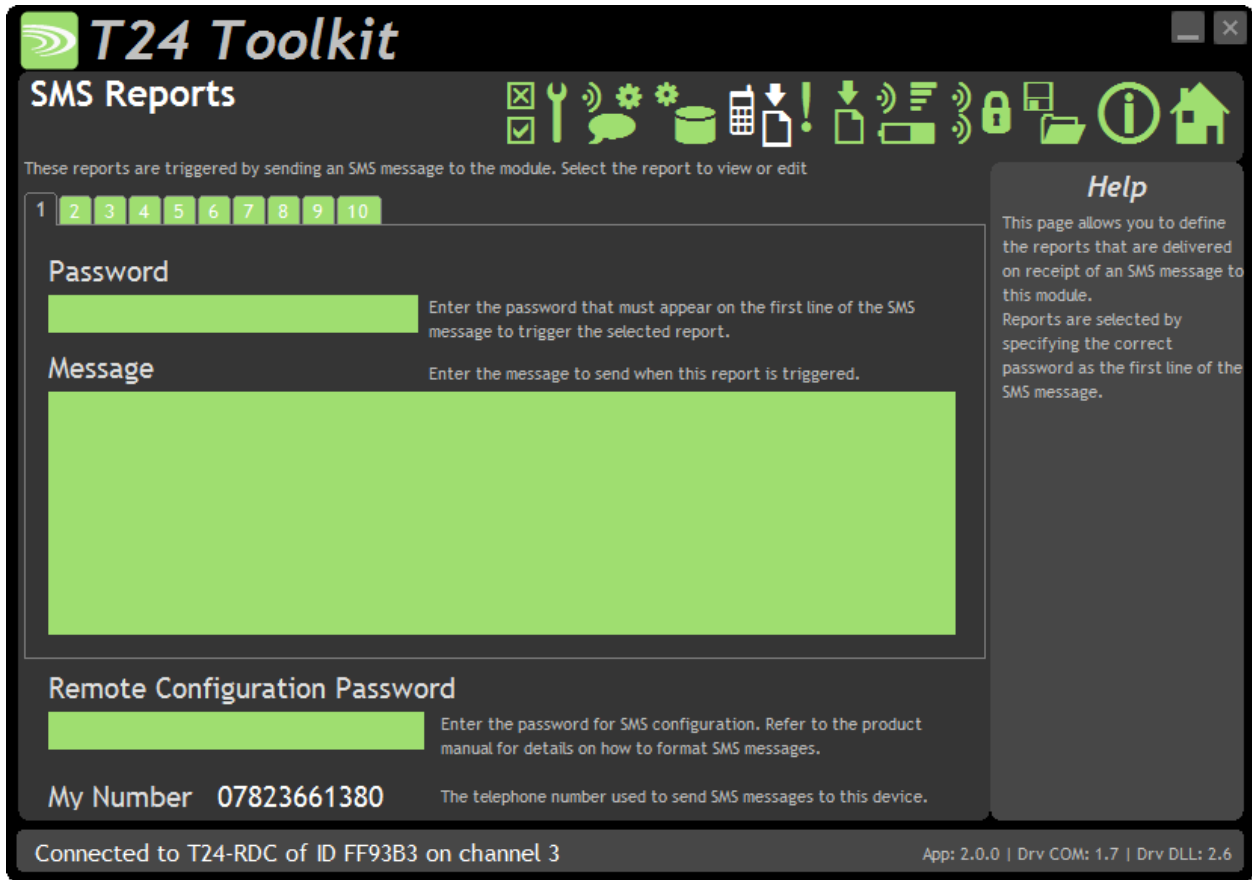 T24 Toolkit
SMS Reports
These reports are triggered by sending an SMS message to the module. Select the report to view or edit
1 2 3 4 5 6 7 8 9 10
Password
Enter the password that must appear on the first line of the SMS
message to trigger the selected report.
Message
Enter the message to send when this report is triggered.
Remote Configuration Password
Enter the password for SMS configuration. Refer to the product
manual for details on how to format SMS messages.
My Number 07823661380
The telephone number used to send SMS messages to this device.
Help
This page allows you to define
the reports that are delivered
on receipt of an SMS message to
this module.
Reports are selected by
specifying the correct
password as the first line of the
SMS message.
Connected to T24-RDC of ID FF93B3 on channel 3
App: 2.0.0 | Drv COM: 1.7 | Drv DLL: 2.6